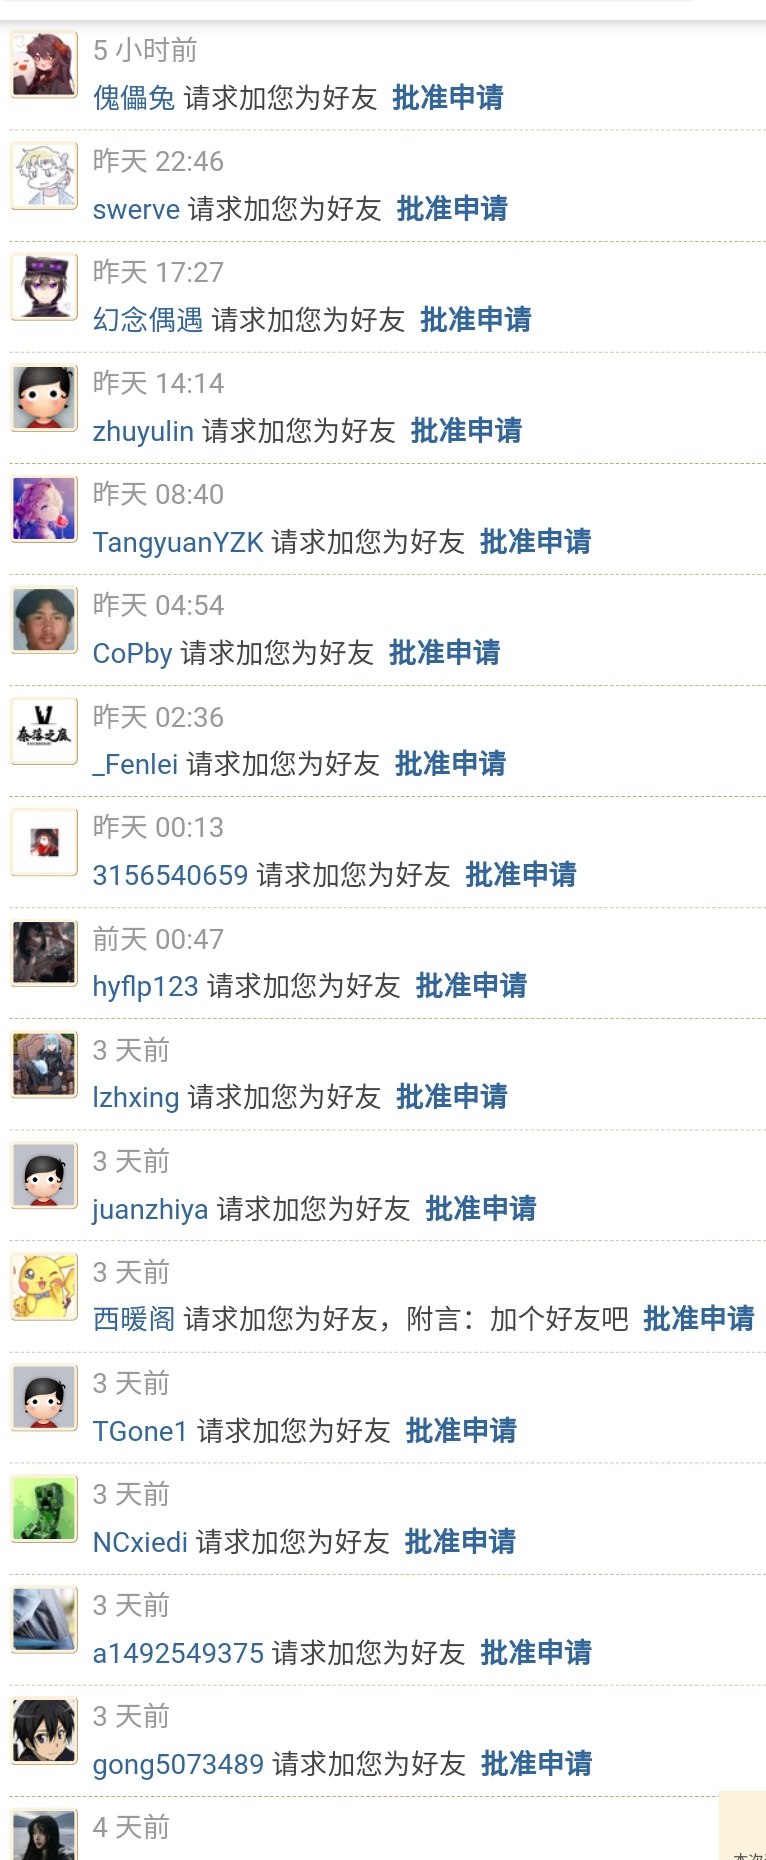 5 小时前
傀儡兔 请求加您为好友 批准申请
昨天 22:46
swerve 请求加您为好友 批准申请
昨天 17:27
幻念偶遇 请求加您为好友 批准申请
昨天 14:14
zhuyulin 请求加您为好友 批准申请
昨天 08:40
TangyuanYZK 请求加您为好友 批准申请
昨天 04:54
CoPby 请求加您为好友 批准申请
昨天 02:36
奈落之底
_Fenlei 请求加您为好友 批准申请
昨天 00:13
3156540659 请求加您为好友 批准申请
前天 00:47
hyflp123 请求加您为好友 批准申请
3 天前
lzhxing 请求加您为好友 批准申请
3 天前
juanzhiya 请求加您为好友 批准申请
3 天前
西暖阁 请求加您为好友，附言：加个好友吧 批准申请
3 天前
TGone1 请求加您为好友 批准申请
3 天前
NCxiedi 请求加您为好友 批准申请
3 天前
a1492549375 请求加您为好友 批准申请
3 天前
gong5073489 请求加您为好友 批准申请
4 天前